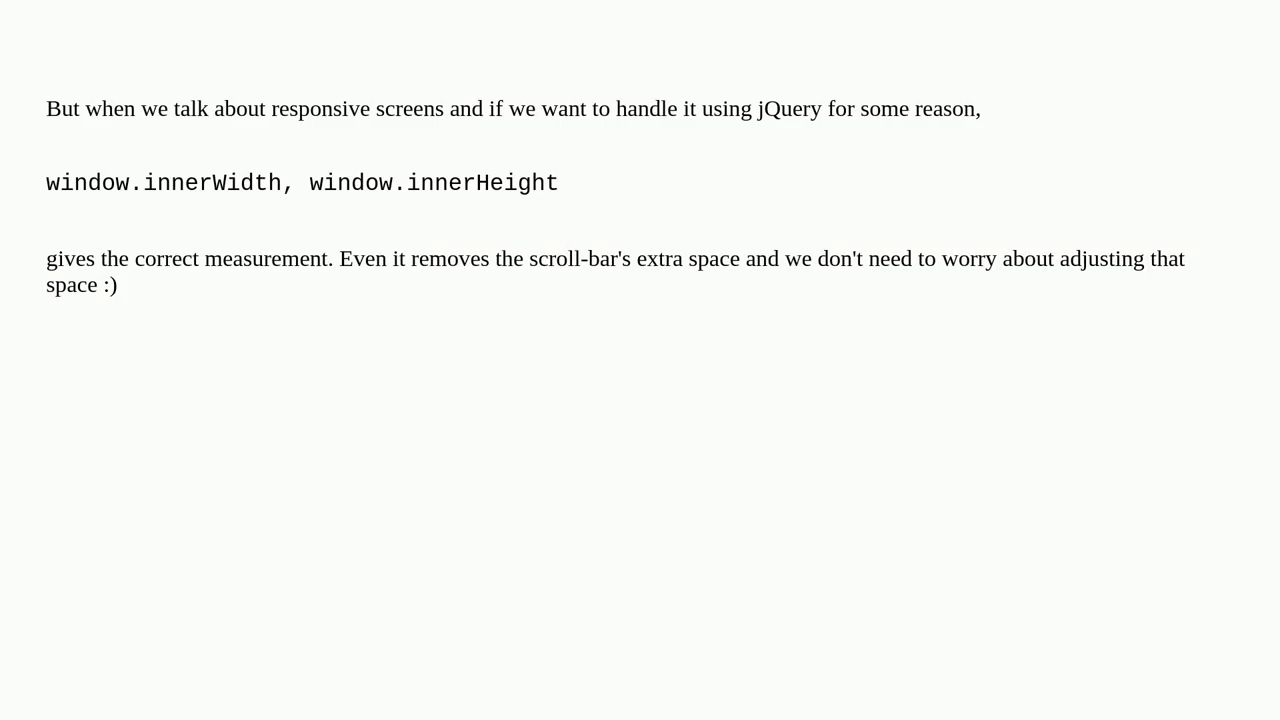 But when we talk about responsive screens and if we want to handle it using jQuery for some reason,
window.innerWidth, window.innerHeight
gives the correct measurement. Even it removes the scroll-bar's extra space and we don't need to worry about adjusting that
space :)